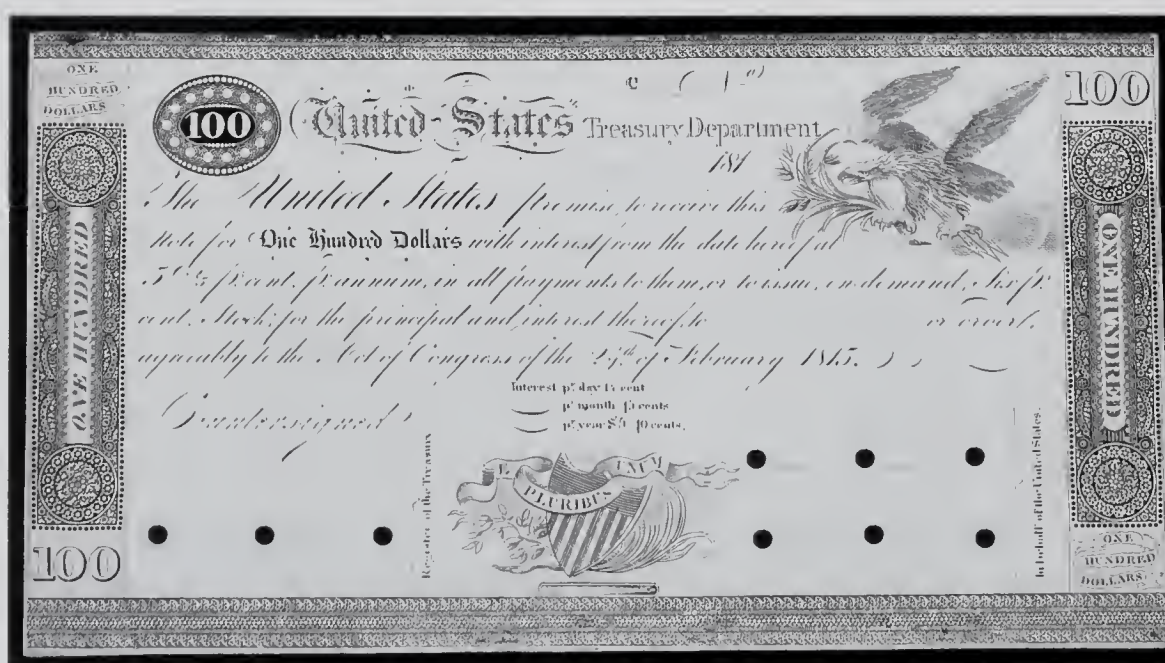 ONE
HUNDRED
DOLLARS
100
100
United States Treasury Department
181
The United States promise to receive this
Note for One Hundred Dollars with interest from the date hereof at
5 2/5 pr. cent. pr. annum, in all payments to them, or to issue, on demand, Six pr.
cent. Stock, for the principal and interest thereof, to or order,
agreeably to the Act of Congress of the 24th of February 1815.
Interest pr. day 1½ cent
pr. month 45 cents
pr. year $5 40 cents.
Countersigned
Register of the Treasury
E PLURIBUS UNUM
In behalf of the United States.
ONE HUNDRED
ONE HUNDRED
100
ONE
HUNDRED
DOLLARS